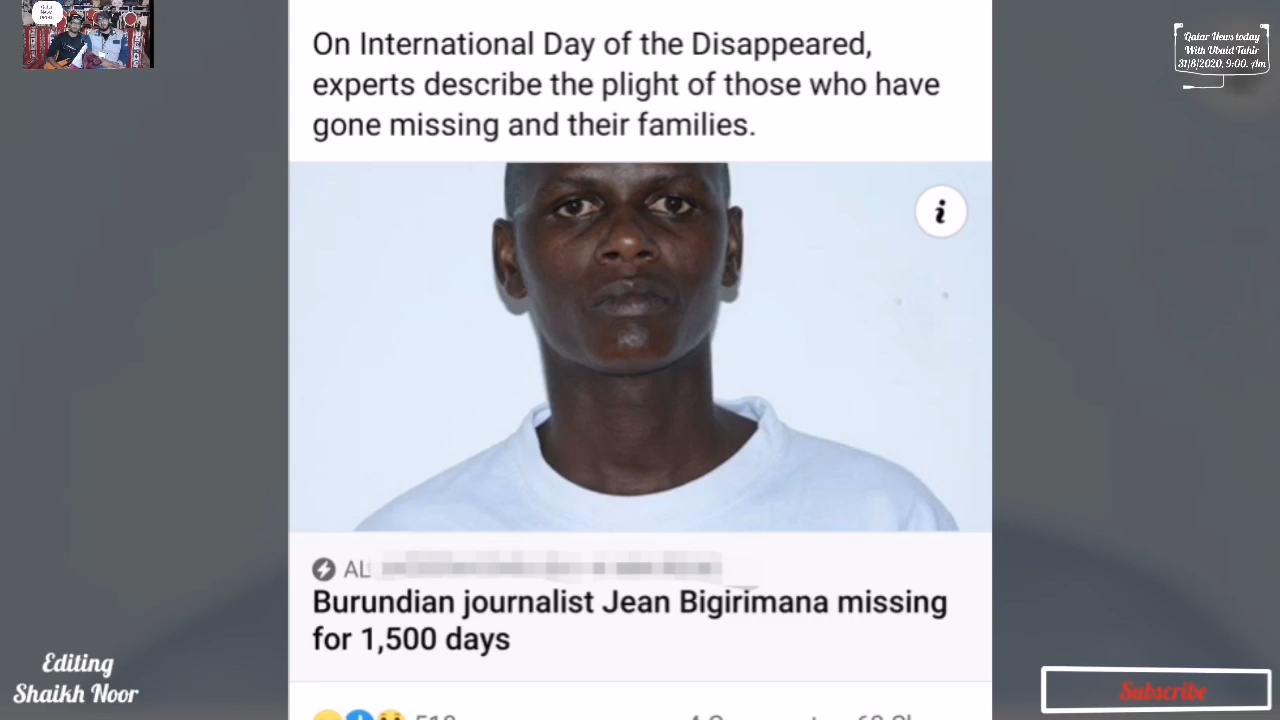 Qatar News today
With Ubaid Tahir
31/8/2020, 9:00. Am
On International Day of the Disappeared,
experts describe the plight of those who have
gone missing and their families.
i
AL
Burundian journalist Jean Bigirimana missing
for 1,500 days
Editing
Shaikh Noor
Subscribe